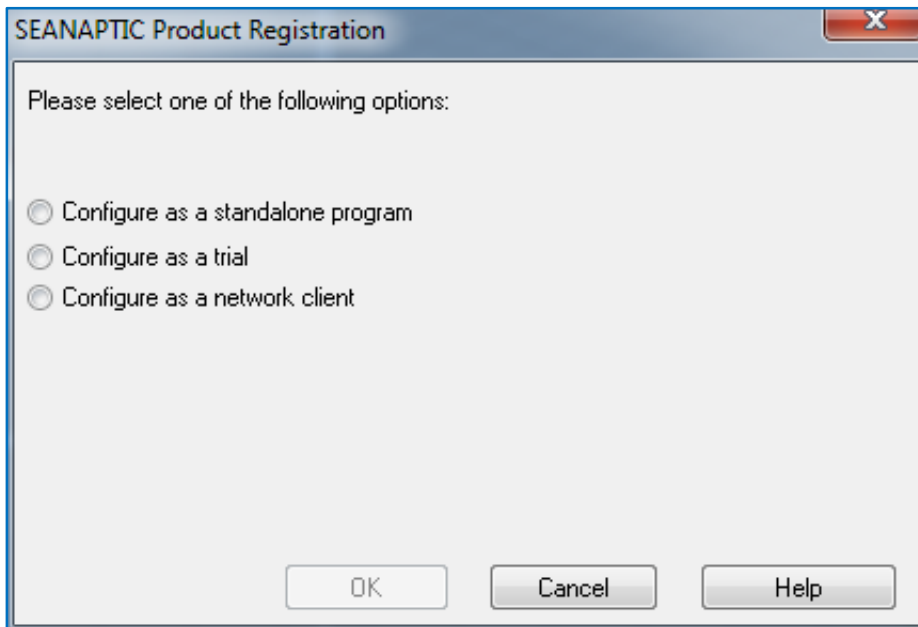 SEANAPTIC Product Registration
Please select one of the following options:
Configure as a standalone program
Configure as a trial
Configure as a network client
OK Cancel Help